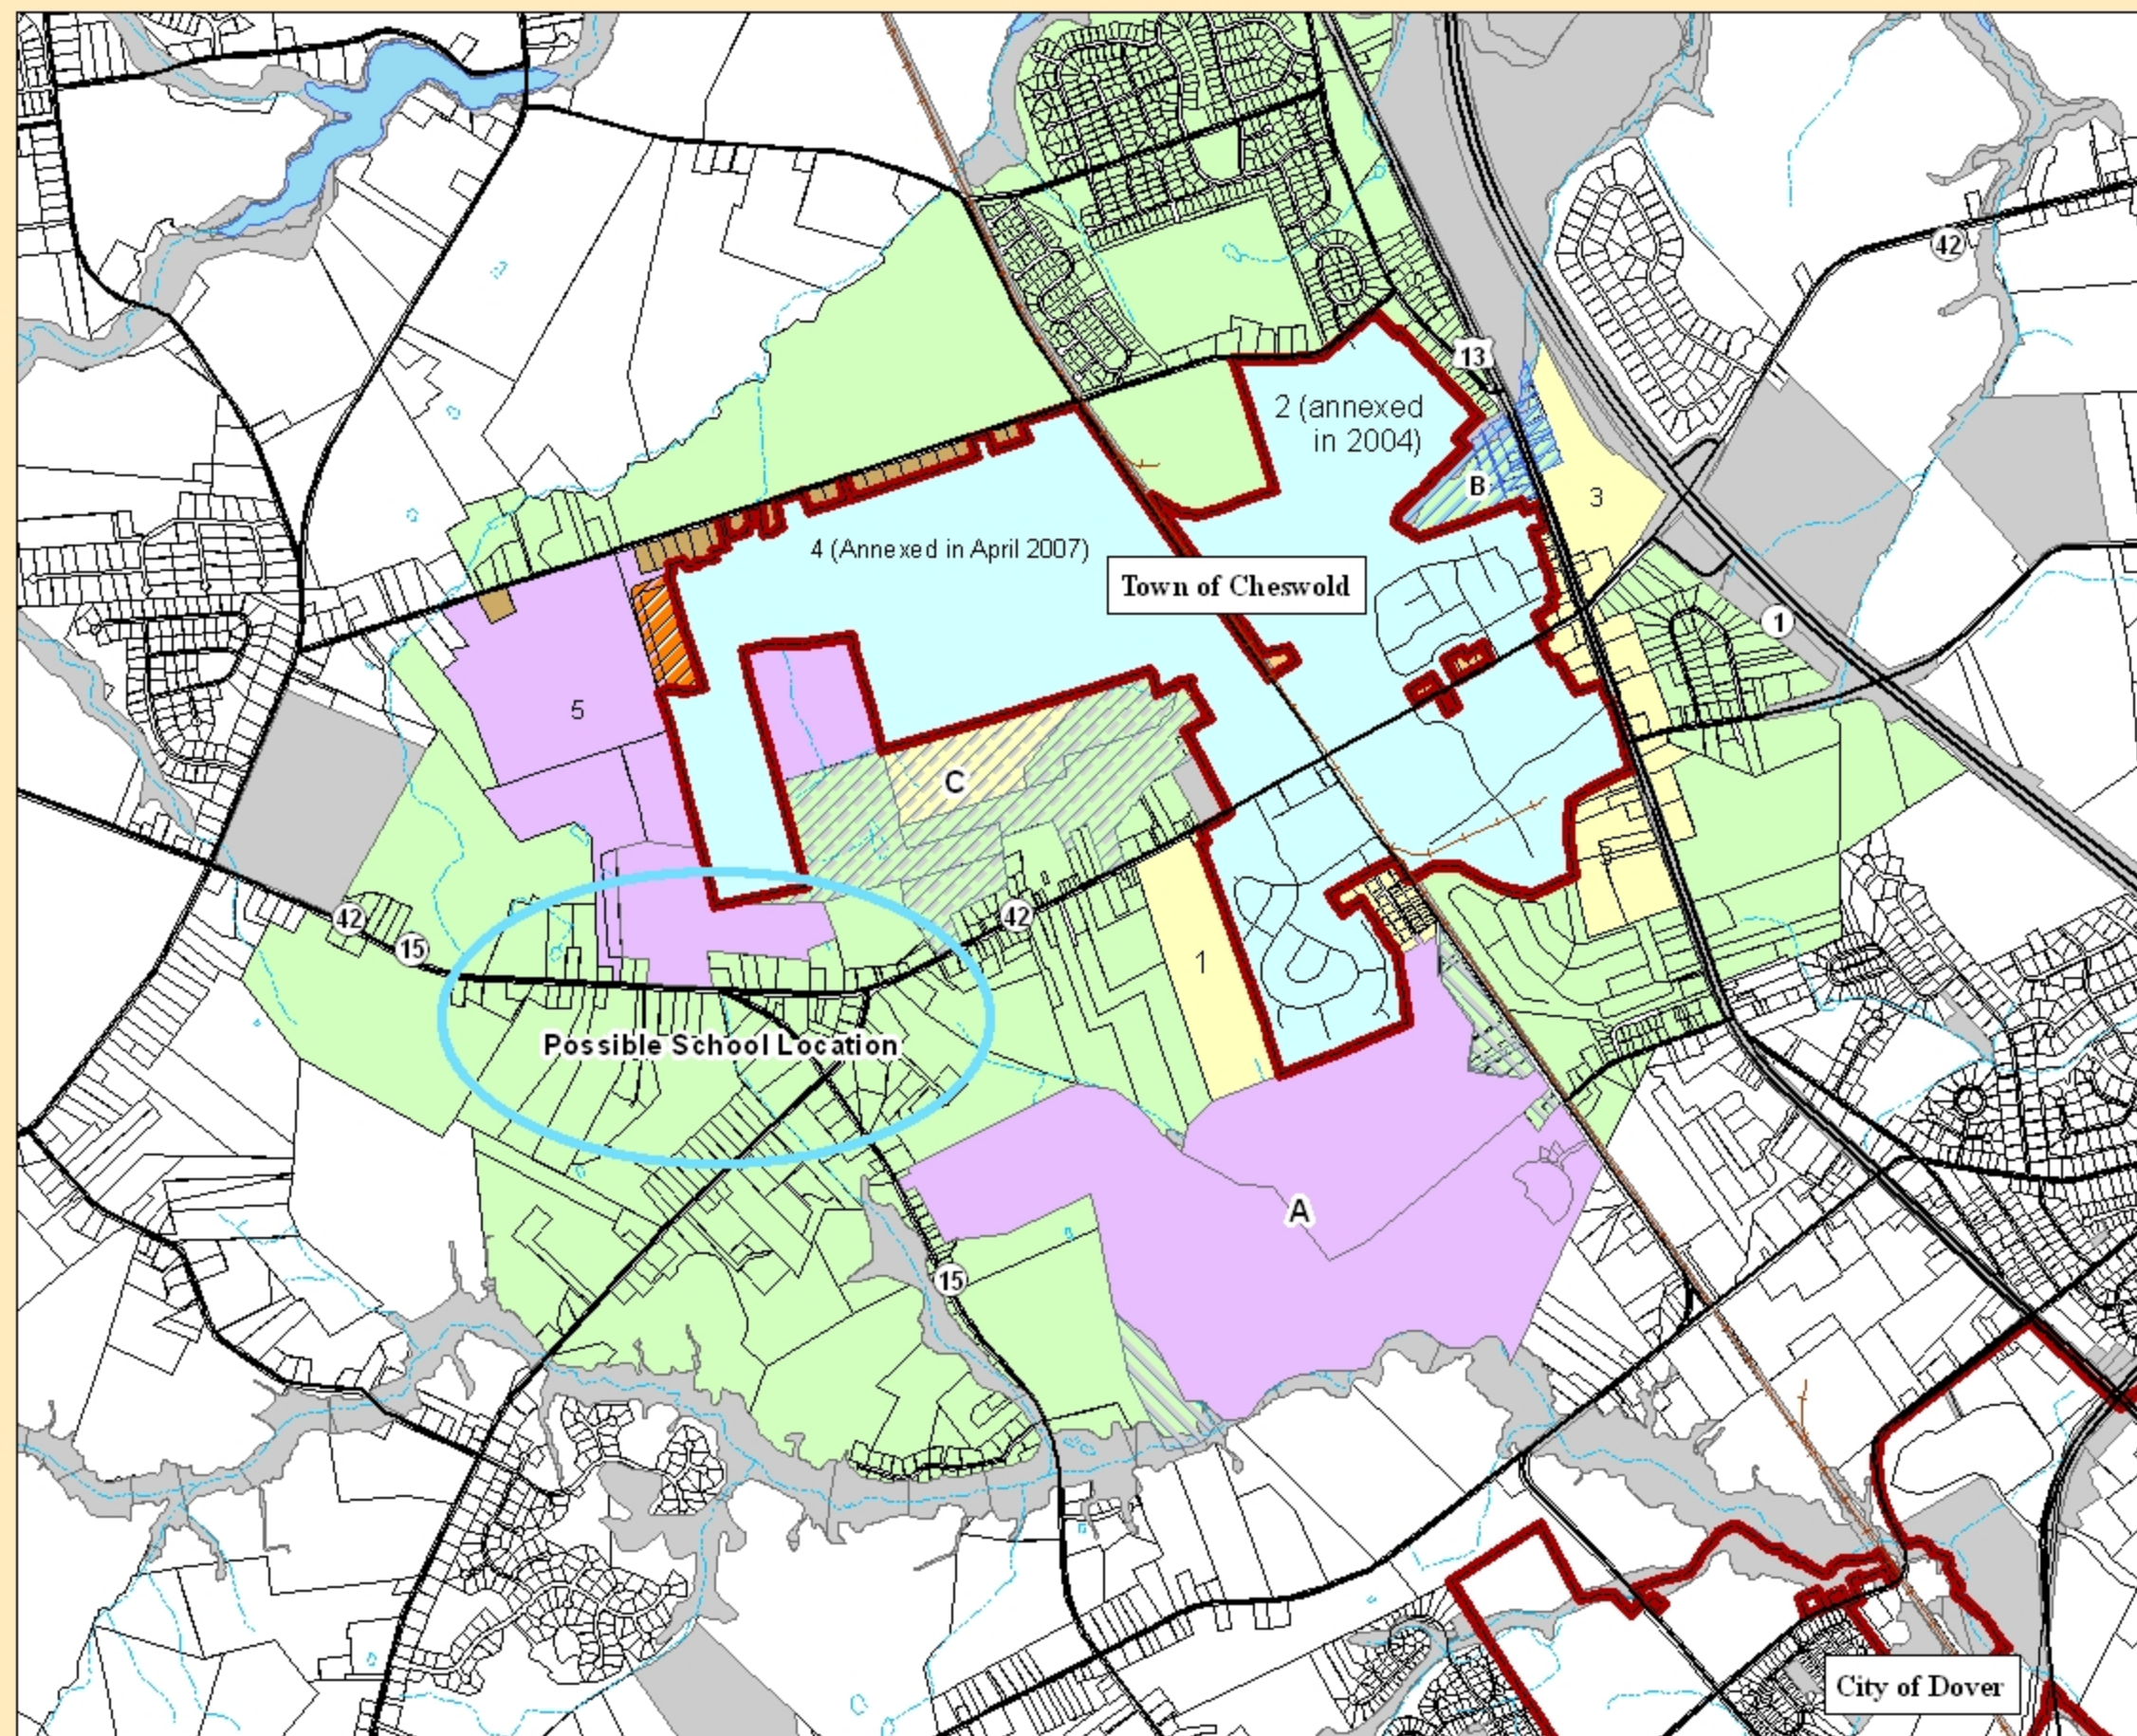 42
13
2 (annexed
in 2004)
B
3
4 (Annexed in April 2007)
Town of Cheswold
1
5
C
42
15
42
1
Possible School Location
A
15
City of Dover